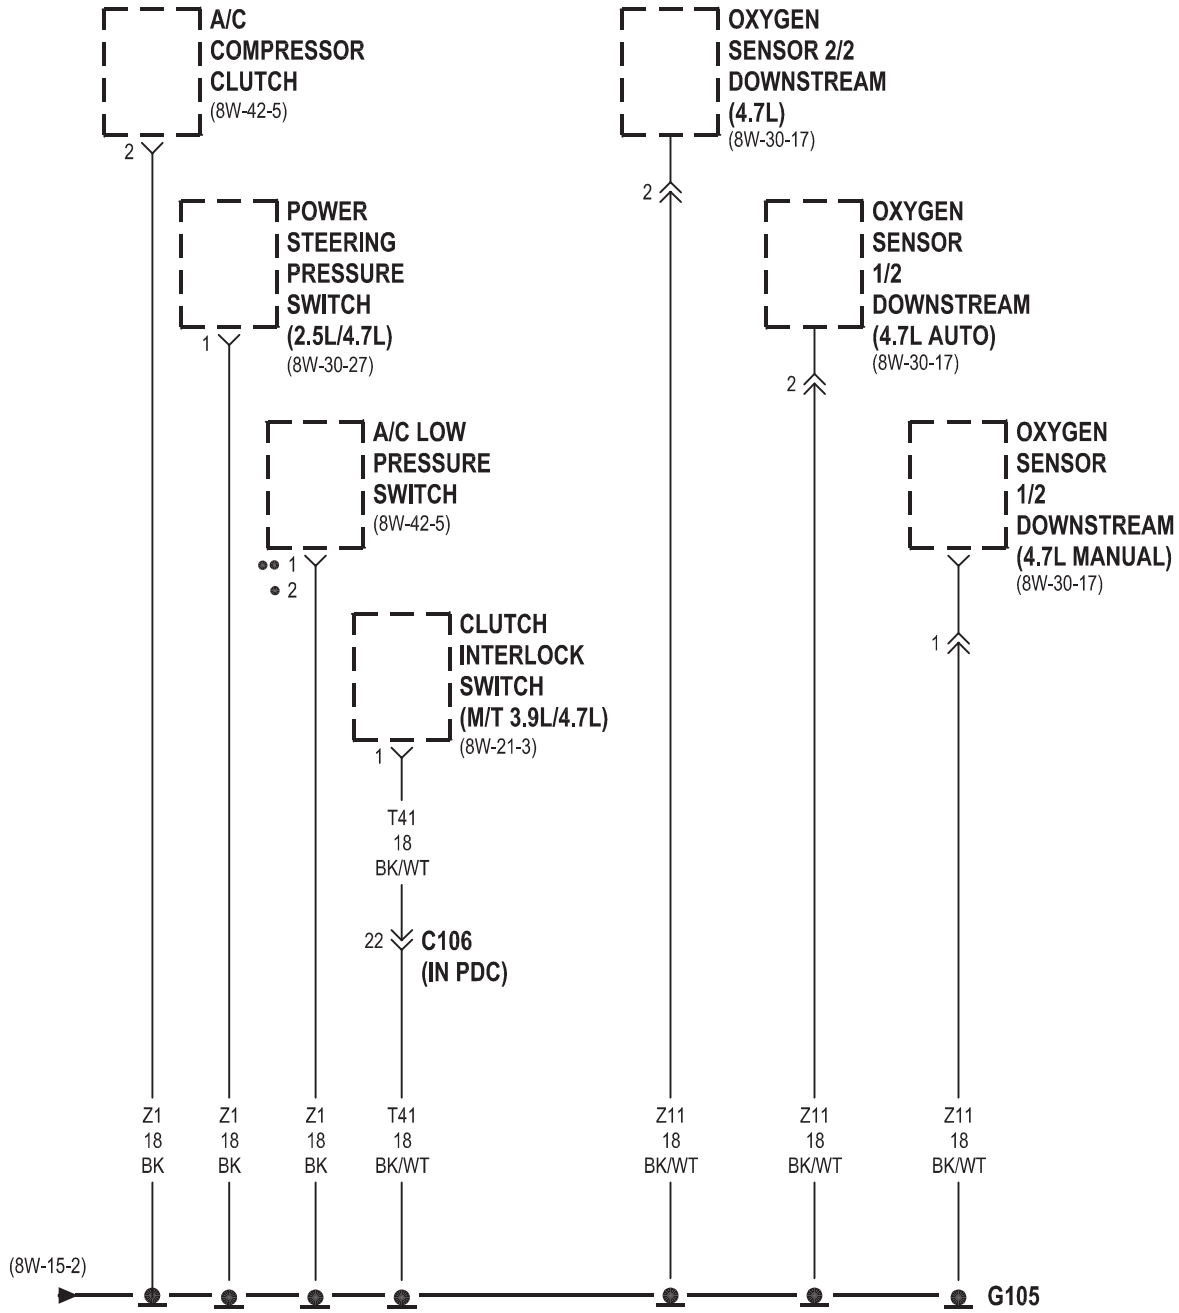 A/C
COMPRESSOR
CLUTCH
(8W-42-5)
2
POWER
STEERING
PRESSURE
SWITCH
(2.5L/4.7L)
(8W-30-27)
1
A/C LOW
PRESSURE
SWITCH
(8W-42-5)
●● 1
● 2
CLUTCH
INTERLOCK
SWITCH
(M/T 3.9L/4.7L)
(8W-21-3)
1
T41
18
BK/WT
22
C106
(IN PDC)
OXYGEN
SENSOR 2/2
DOWNSTREAM
(4.7L)
(8W-30-17)
2
OXYGEN
SENSOR
1/2
DOWNSTREAM
(4.7L AUTO)
(8W-30-17)
2
OXYGEN
SENSOR
1/2
DOWNSTREAM
(4.7L MANUAL)
(8W-30-17)
1
Z1
18
BK
Z1
18
BK
Z1
18
BK
T41
18
BK/WT
Z11
18
BK/WT
Z11
18
BK/WT
Z11
18
BK/WT
(8W-15-2)
G105